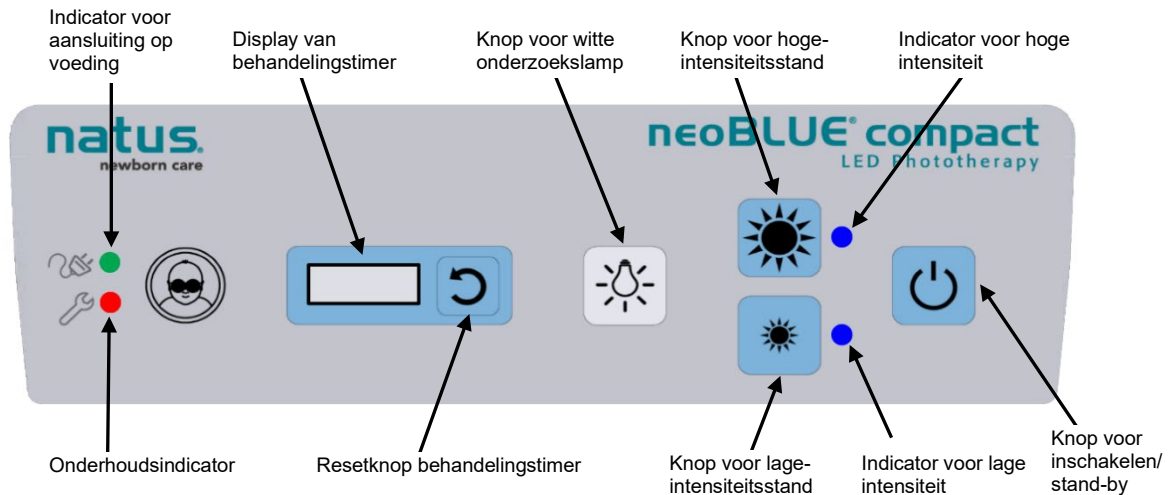 Indicator voor
aansluiting op
voeding
Display van
behandelingstimer
Knop voor witte
onderzoekslamp
Knop voor hoge-
intensiteitsstand
Indicator voor hoge
intensiteit
natus.
newborn care
neoBLUE® compact
LED Phototherapy
Onderhoudsindicator
Resetknop behandelingstimer
Knop voor lage-
intensiteitsstand
Indicator voor lage
intensiteit
Knop voor
inschakelen/
stand-by